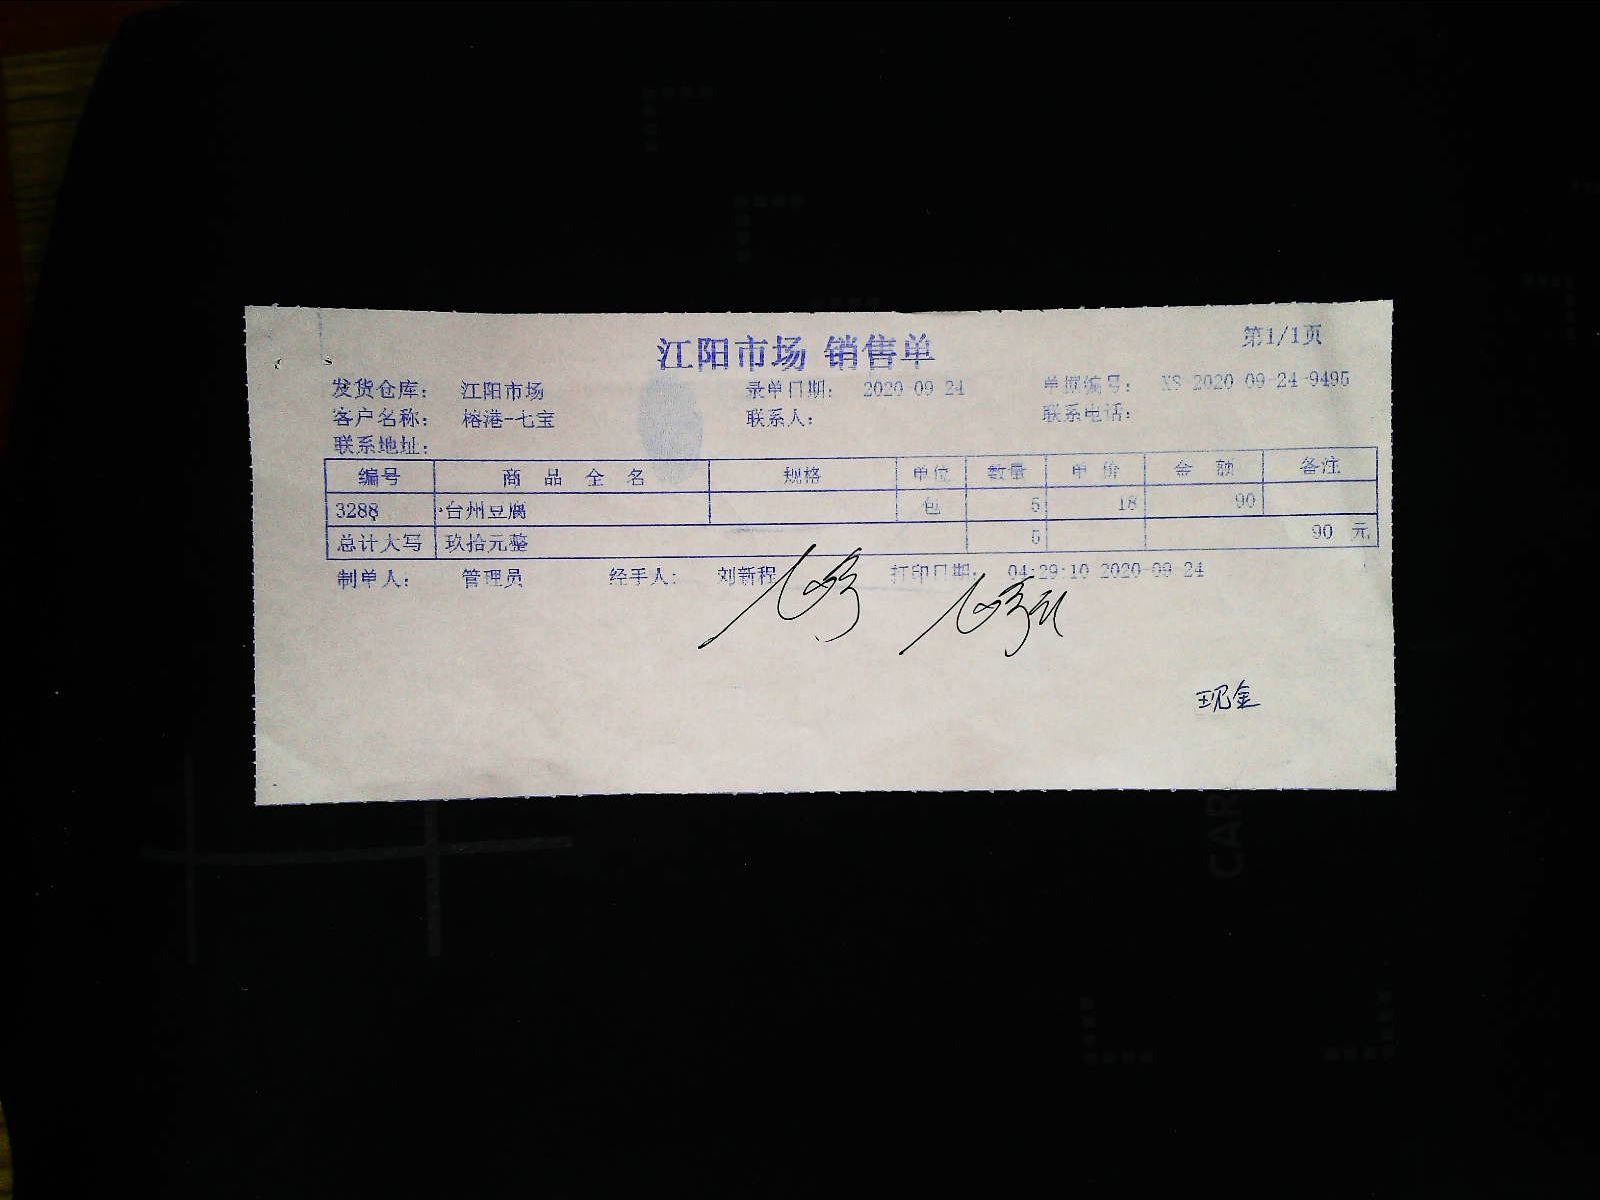 江阳市场 销售单
第1/1页
发货仓库: 江阳市场 录单日期: 2020-09-24 单据编号: XS-2020-09-24-9495
客户名称: 榕港-七宝 联系人: 联系电话:
联系地址:
编号 商品全名 规格 单位 数量 单价 金额 备注
3288 台州豆腐 包 5 18 90
总计大写 玖拾元整 5 90 元
制单人: 管理员 经手人: 刘新程 打印日期: 04:29:10 2020-09-24
现金